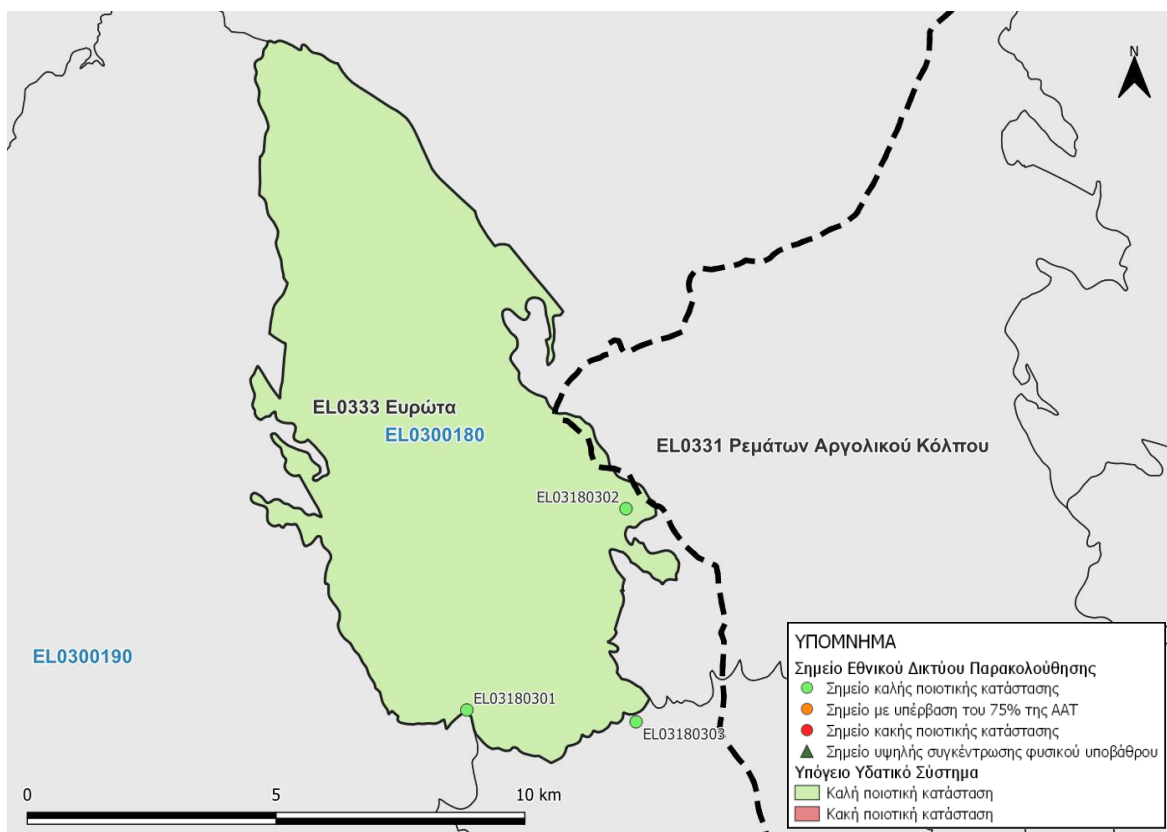 N
EL0333 Ευρώτα
EL0300180
EL0331 Ρεμάτων Αργολικού Κόλπου
EL03180302
EL0300190
EL03180301
EL03180303
0 5 10 km
ΥΠΟΜΝΗΜΑ
Σημείο Εθνικού Δικτύου Παρακολούθησης
Σημείο καλής ποιοτικής κατάστασης
Σημείο με υπέρβαση του 75% της ΑΑΤ
Σημείο κακής ποιοτικής κατάστασης
Σημείο υψηλής συγκέντρωσης φυσικού υποβάθρου
Υπόγειο Υδατικό Σύστημα
Καλή ποιοτική κατάσταση
Κακή ποιοτική κατάσταση